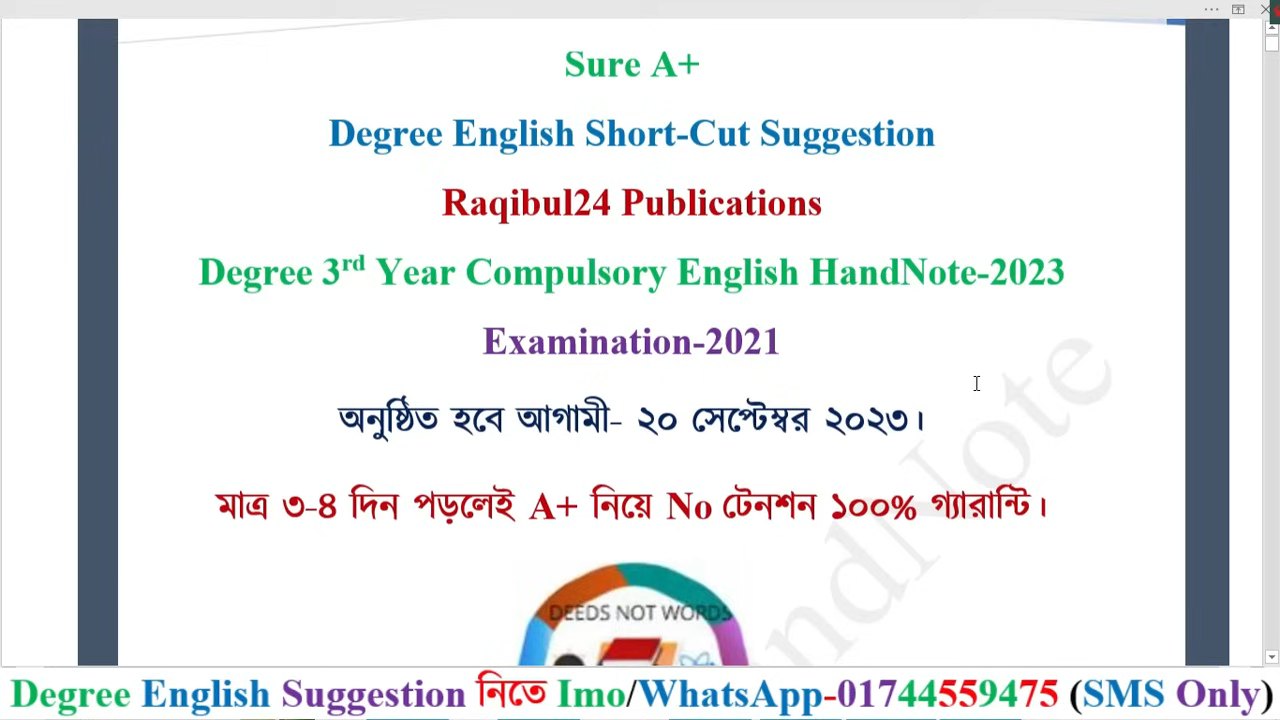 Sure A+
Degree English Short-Cut Suggestion
Raqibul24 Publications
Degree 3rd Year Compulsory English HandNote-2023
Examination-2021
অনুষ্ঠিত হবে আগামী- ২০ সেপ্টেম্বর ২০২৩।
মাত্র ৩-৪ দিন পড়লেই A+ নিয়ে No টেনশন ১০০% গ্যারান্টি।
HandNote
DEEDS NOT WORDS
Degree English Suggestion নিতে Imo/WhatsApp-01744559475 (SMS Only)